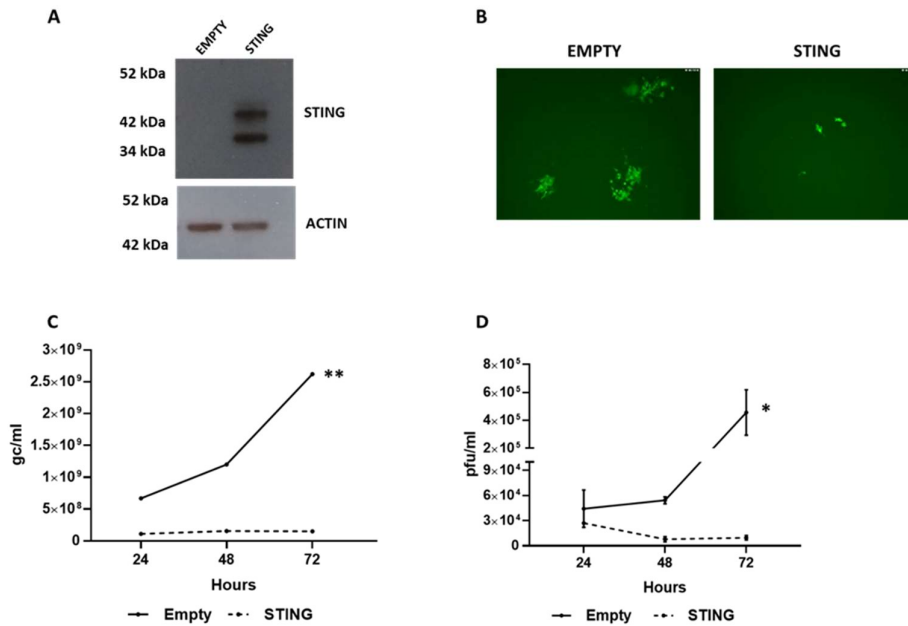 A
EMPTY STING
52 kDa
42 kDa
34 kDa
STING
52 kDa
42 kDa
ACTIN
B
EMPTY STING
C
gc/ml
3×10⁹
2.5×10⁹
2×10⁹
1.5×10⁹
1×10⁹
5×10⁸
0
**
24 48 72
Hours
Empty STING
D
pfu/ml
8×10⁵
6×10⁵
4×10⁵
2×10⁵
9×10⁴
6×10⁴
3×10⁴
0
*
24 48 72
Hours
Empty STING